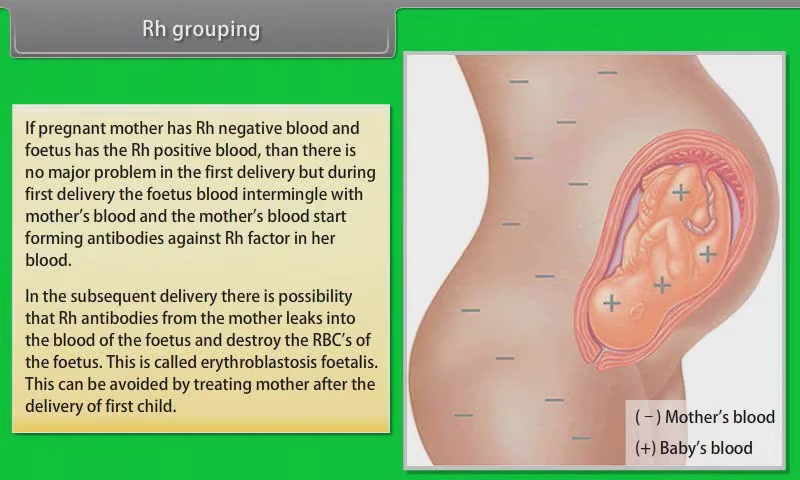 Rh grouping
If pregnant mother has Rh negative blood and
foetus has the Rh positive blood, than there is
no major problem in the first delivery but during
first delivery the foetus blood intermingle with
mother's blood and the mother's blood start
forming antibodies against Rh factor in her
blood.
In the subsequent delivery there is possibility
that Rh antibodies from the mother leaks into
the blood of the foetus and destroy the RBC's of
the foetus. This is called erythroblastosis foetalis.
This can be avoided by treating mother after the
delivery of first child.
(−) Mother's blood
(+) Baby's blood